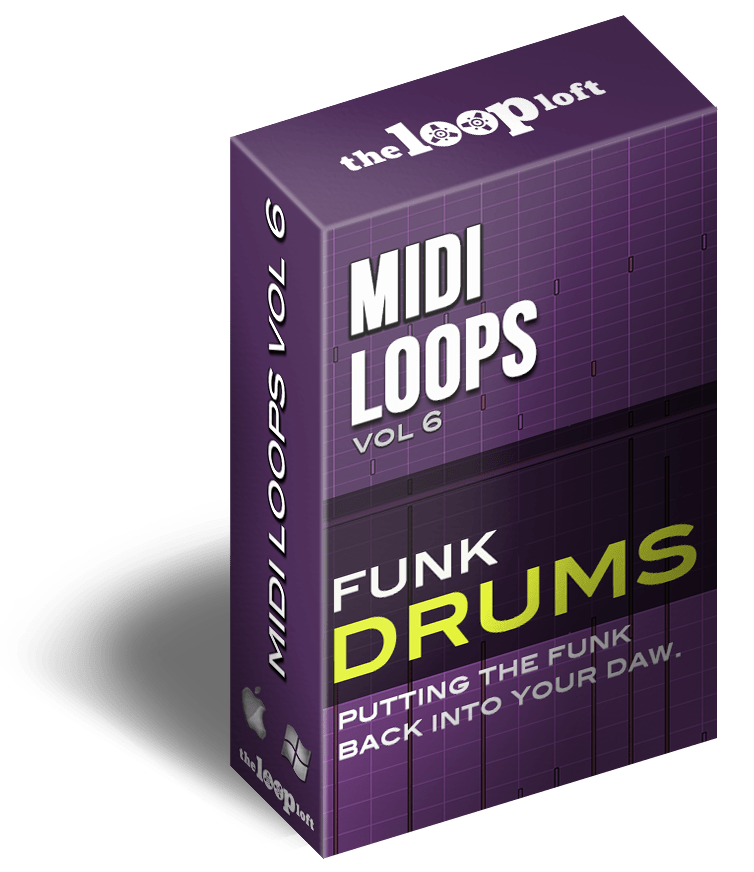 the loop loft
MIDI
LOOPS
VOL 6
FUNK
DRUMS
PUTTING THE FUNK
BACK INTO YOUR DAW.
MIDI LOOPS VOL 6
the loop loft